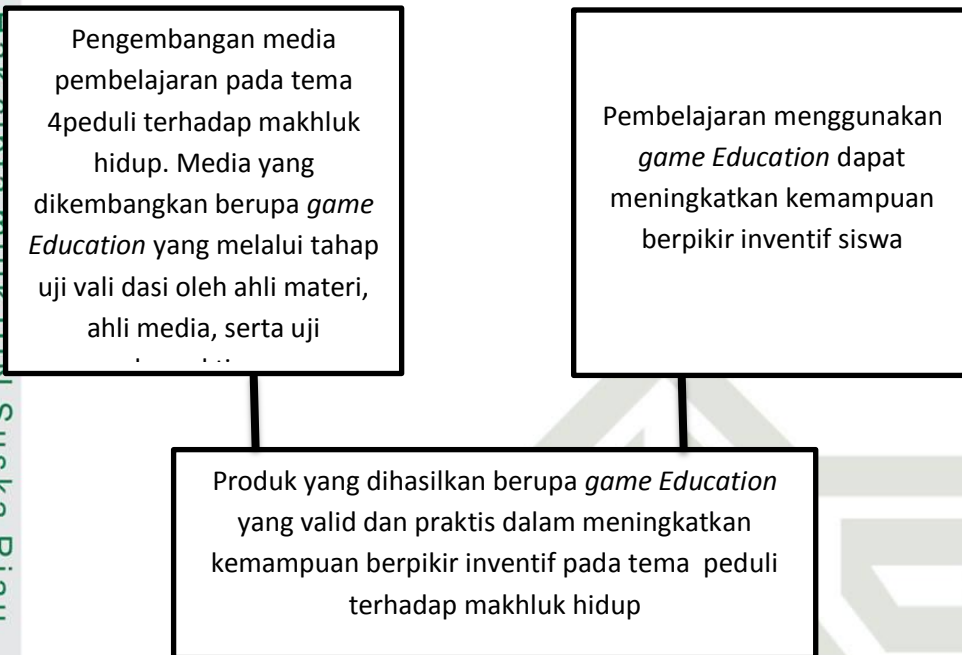 Pengembangan media
pembelajaran pada tema
4peduli terhadap makhluk
hidup. Media yang
dikembangkan berupa game
Education yang melalui tahap
uji vali dasi oleh ahli materi,
ahli media, serta uji
Pembelajaran menggunakan
game Education dapat
meningkatkan kemampuan
berpikir inventif siswa
Produk yang dihasilkan berupa game Education
yang valid dan praktis dalam meningkatkan
kemampuan berpikir inventif pada tema  peduli
terhadap makhluk hidup
Suska Riau